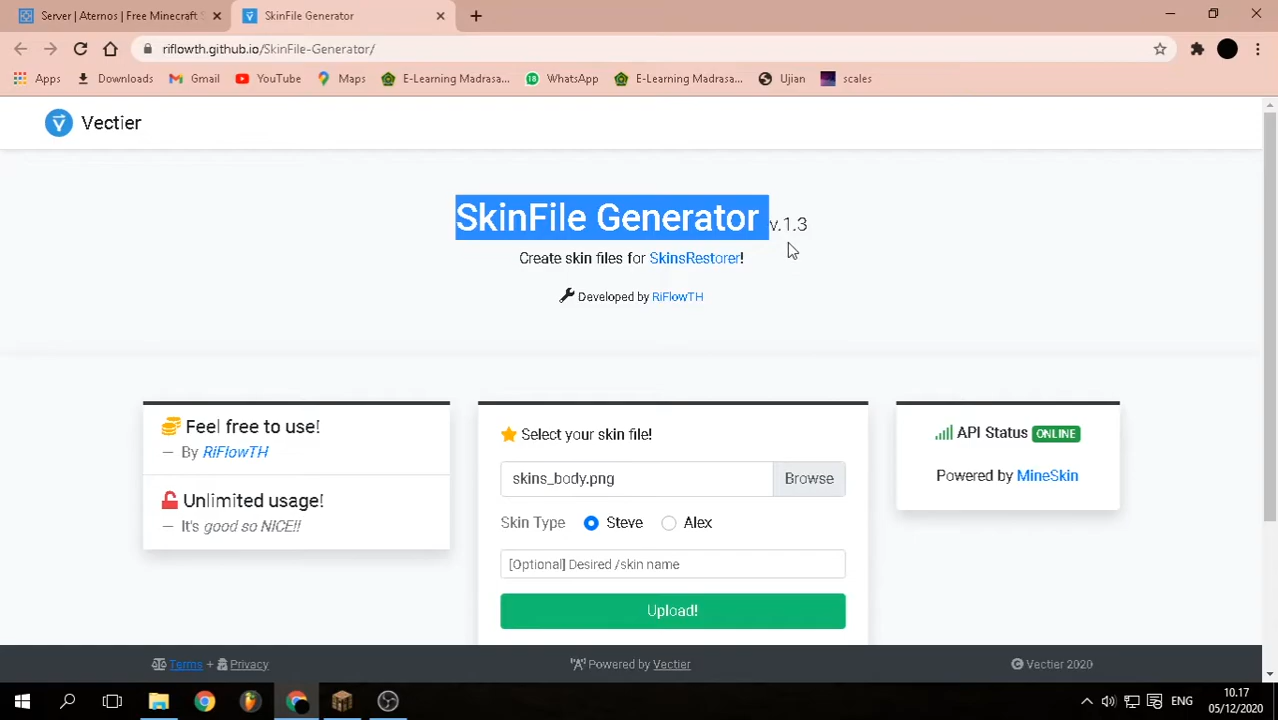 Server | Aternos | Free Minecraft S
SkinFile Generator
riflowth.github.io/SkinFile-Generator/
Apps
Downloads
Gmail
YouTube
Maps
E-Learning Madrasa...
WhatsApp
E-Learning Madrasa...
Ujian
scales
Vectier
SkinFile Generator v.1.3
Create skin files for SkinsRestorer!
Developed by RiFlowTH
Feel free to use!
— By RiFlowTH
Unlimited usage!
— It's good so NICE!!
Select your skin file!
skins_body.png Browse
Skin Type Steve Alex
[Optional] Desired /skin name
Upload!
API Status ONLINE
Powered by MineSkin
Terms + Privacy
Powered by Vectier
Vectier 2020
ENG
10.17
05/12/2020